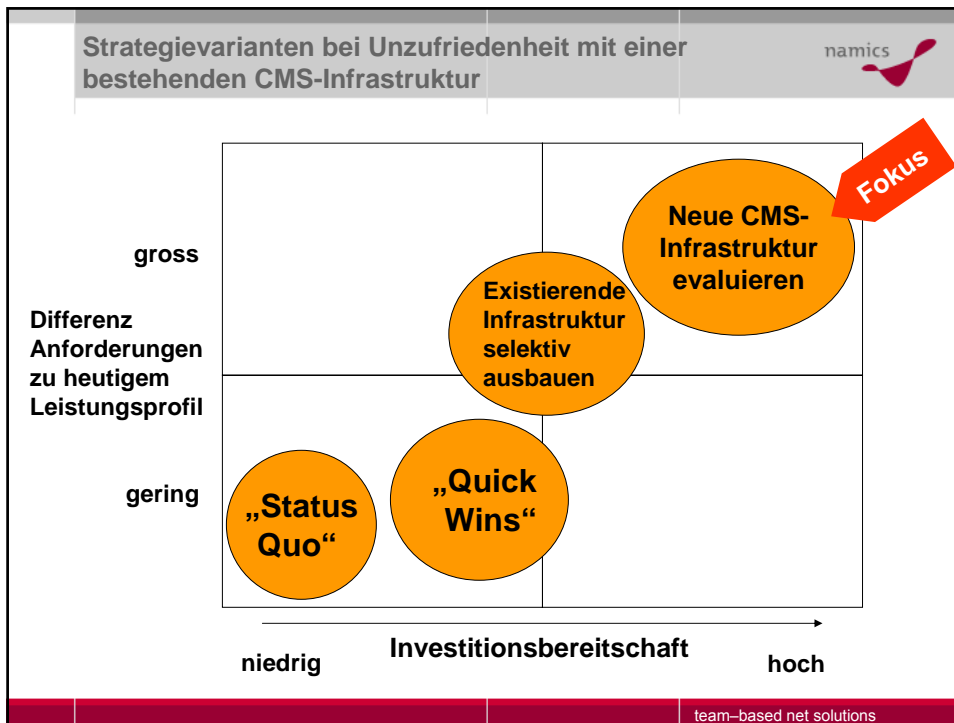 Strategievarianten bei Unzufriedenheit mit einer
bestehenden CMS-Infrastruktur
namics
Fokus
Neue CMS-
Infrastruktur
evaluieren
gross
Existierende
Infrastruktur
selektiv
ausbauen
Differenz
Anforderungen
zu heutigem
Leistungsprofil
gering
„Status
Quo“
„Quick
Wins“
Investitionsbereitschaft
niedrig
hoch
team–based net solutions